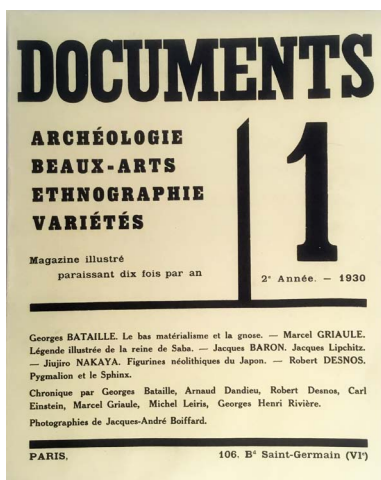 DOCUMENTS
ARCHÉOLOGIE
BEAUX-ARTS
ETHNOGRAPHIE
VARIÉTÉS
Magazine illustré
paraissant dix fois par an
1
2e Année. — 1930
Georges BATAILLE. Le bas matérialisme et la gnose. — Marcel GRIAULE.
Légende illustrée de la reine de Saba. — Jacques BARON. Jacques Lipchitz.
— Jiujiro NAKAYA. Figurines néolithiques du Japon. — Robert DESNOS.
Pygmalion et le Sphinx.
Chronique par Georges Bataille, Arnaud Dandieu, Robert Desnos, Carl
Einstein, Marcel Griaule, Michel Leiris, Georges Henri Rivière.
Photographies de Jacques-André Boiffard.
PARIS, 106. Bd Saint-Germain (VIe)